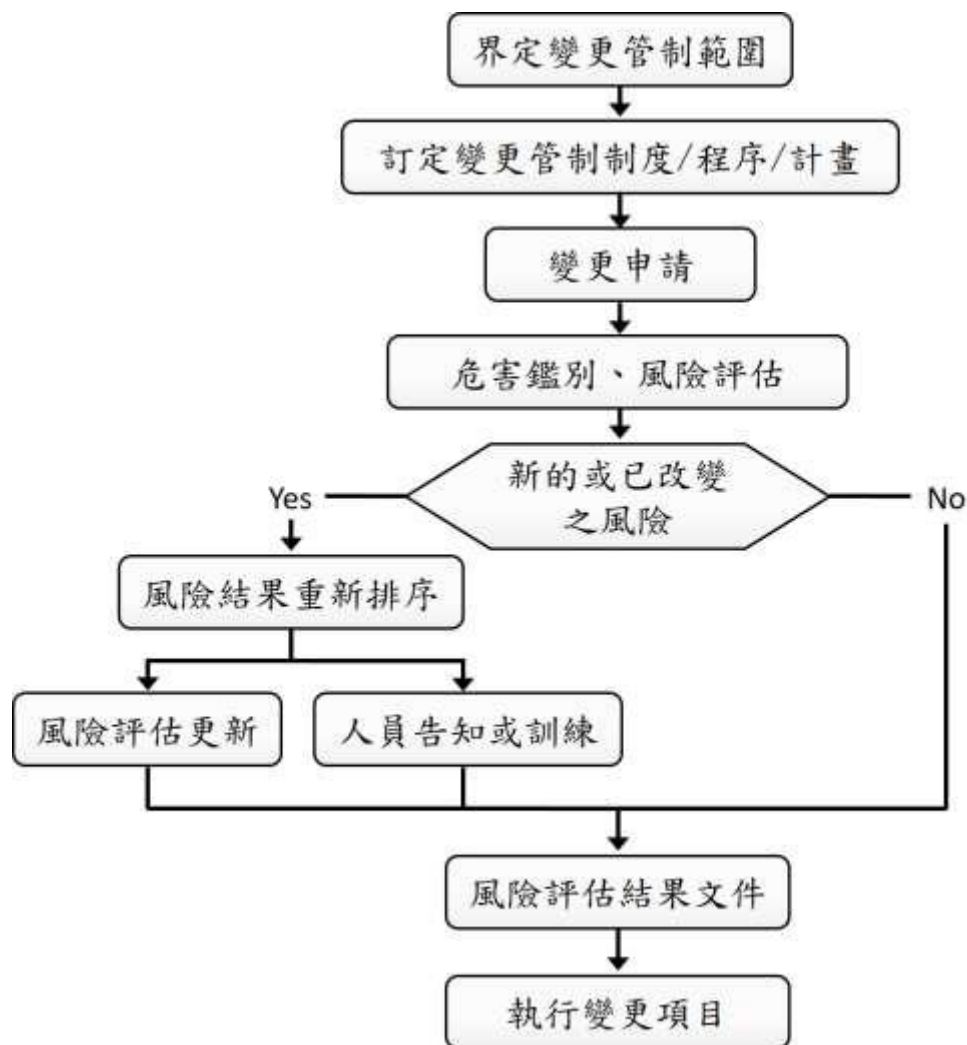 界定變更管制範圍
訂定變更管制制度/程序/計畫
變更申請
危害鑑別、風險評估
新的或已改變
之風險
Yes
No
風險結果重新排序
風險評估更新
人員告知或訓練
風險評估結果文件
執行變更項目